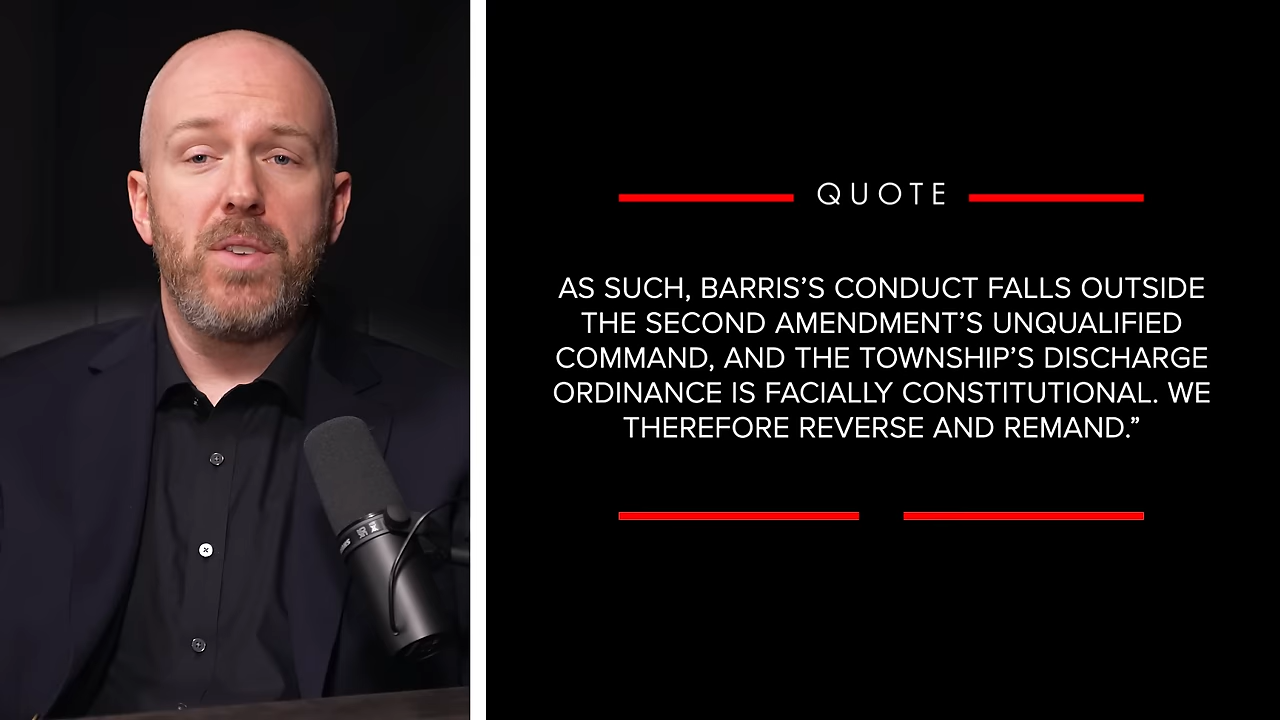 QUOTE
AS SUCH, BARRIS’S CONDUCT FALLS OUTSIDE
THE SECOND AMENDMENT’S UNQUALIFIED
COMMAND, AND THE TOWNSHIP’S DISCHARGE
ORDINANCE IS FACIALLY CONSTITUTIONAL. WE
THEREFORE REVERSE AND REMAND.”